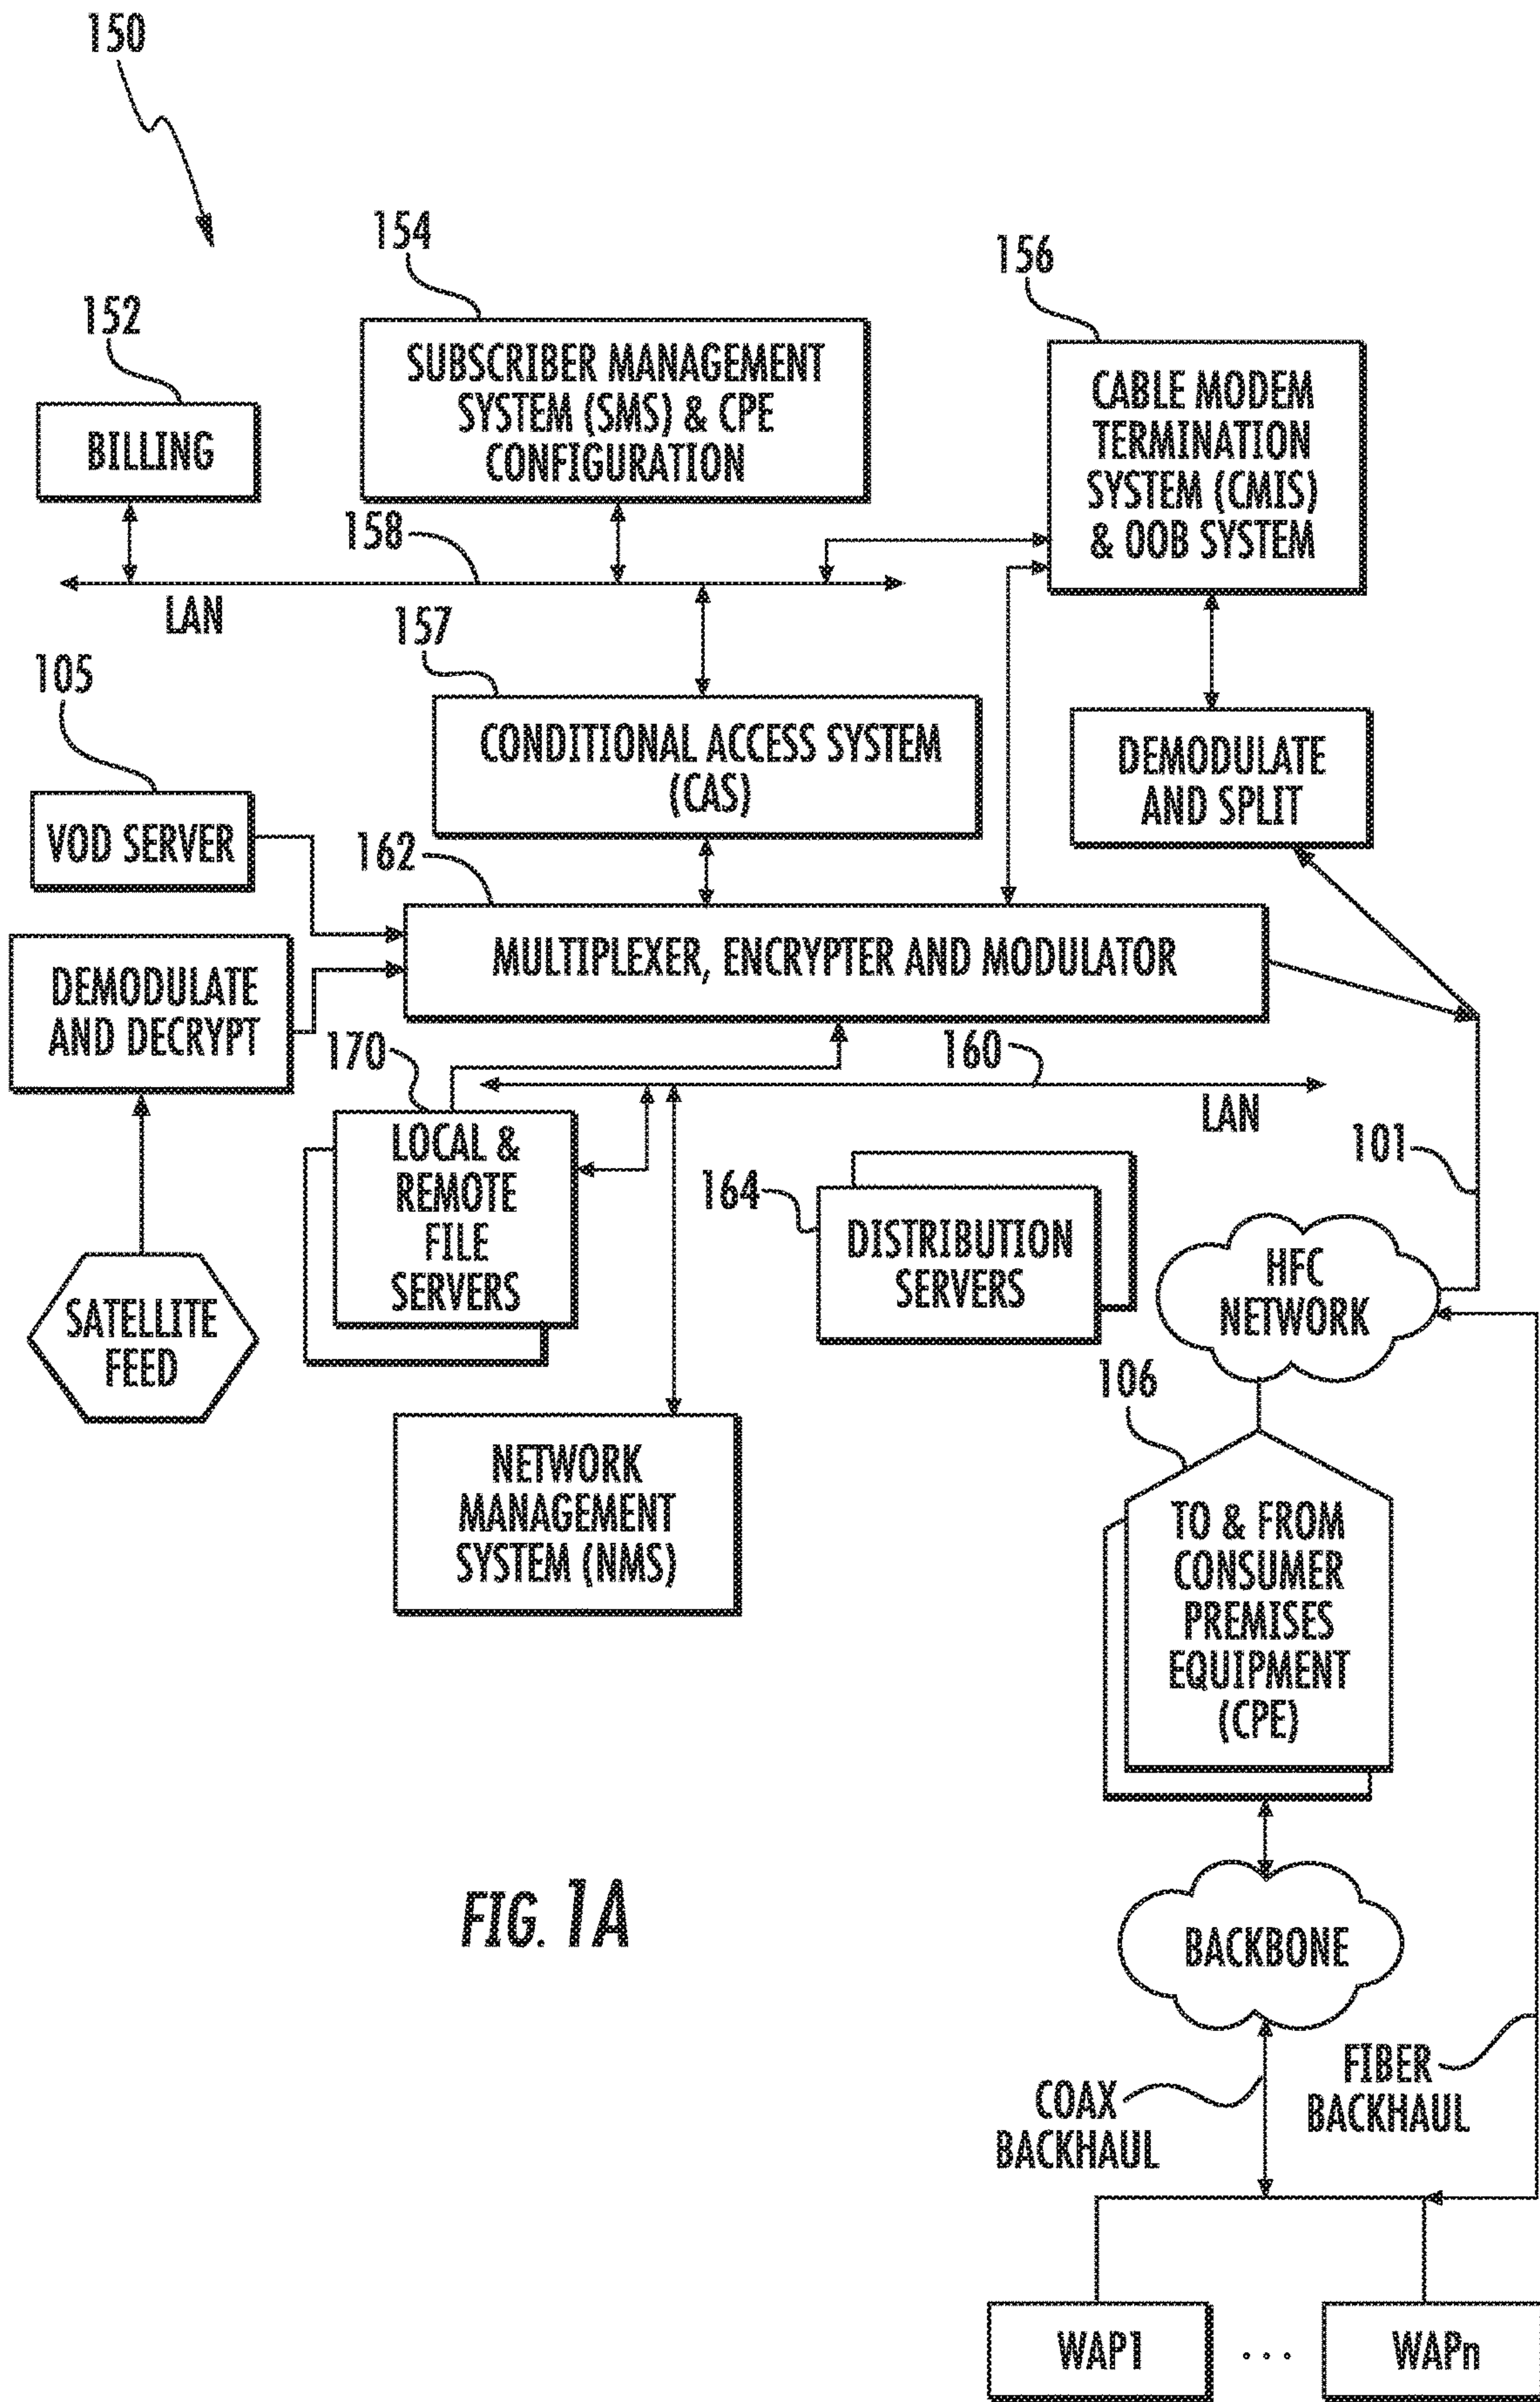 150
154
156
152
SUBSCRIBER MANAGEMENT
SYSTEM (SMS) & CPE
CONFIGURATION
CABLE MODEM
TERMINATION
SYSTEM (CMIS)
& OOB SYSTEM
BILLING
158
LAN
157
105
CONDITIONAL ACCESS SYSTEM
(CAS)
DEMODULATE
AND SPLIT
VOD SERVER
162
MULTIPLEXER, ENCRYPTER AND MODULATOR
DEMODULATE
AND DECRYPT
170
160
LAN
101
LOCAL &
REMOTE
FILE
SERVERS
164
DISTRIBUTION
SERVERS
HFC
NETWORK
SATELLITE
FEED
106
NETWORK
MANAGEMENT
SYSTEM (NMS)
TO & FROM
CONSUMER
PREMISES
EQUIPMENT
(CPE)
FIG. 1A
BACKBONE
COAX
BACKHAUL
FIBER
BACKHAUL
WAP1
. . .
WAPn